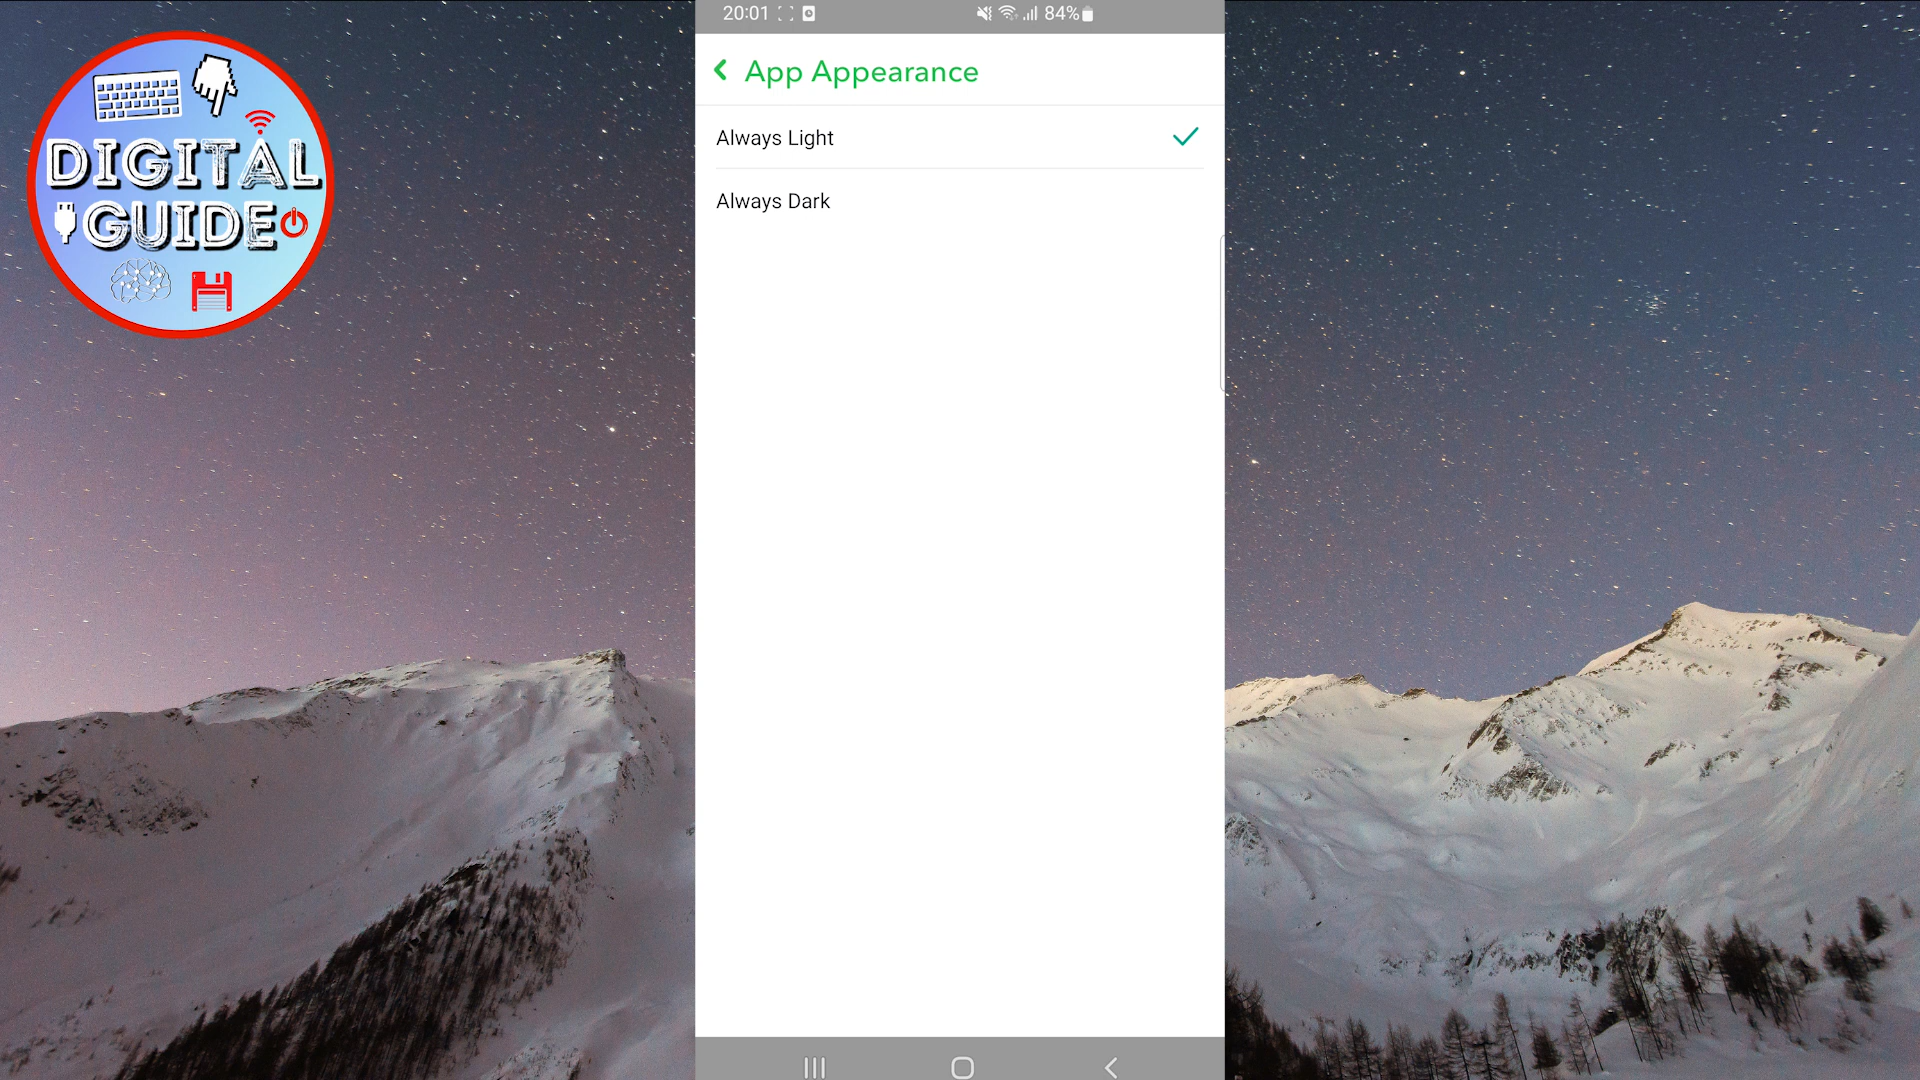 DIGITAL
GUIDE
20:01
84%
App Appearance
Always Light
Always Dark